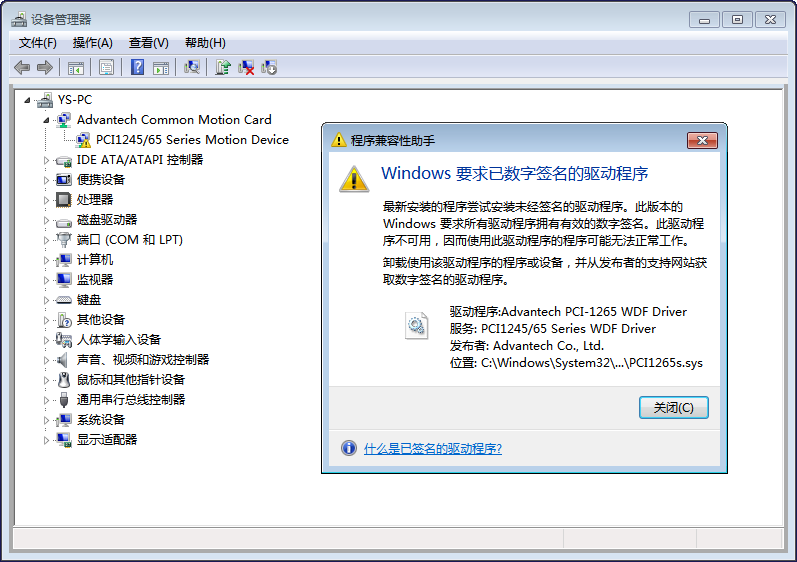 设备管理器
文件(F) 操作(A) 查看(V) 帮助(H)
YS-PC
Advantech Common Motion Card
PCI1245/65 Series Motion Device
IDE ATA/ATAPI 控制器
便携设备
处理器
磁盘驱动器
端口 (COM 和 LPT)
计算机
监视器
键盘
其他设备
人体学输入设备
声音、视频和游戏控制器
鼠标和其他指针设备
通用串行总线控制器
系统设备
显示适配器
程序兼容性助手
Windows 要求已数字签名的驱动程序
最新安装的程序尝试安装未经签名的驱动程序。此版本的
Windows 要求所有驱动程序拥有有效的数字签名。此驱动程
序不可用，因而使用此驱动程序的程序可能无法正常工作。
卸载使用该驱动程序的程序或设备，并从发布者的支持网站获
取数字签名的驱动程序。
驱动程序:Advantech PCI-1265 WDF Driver
服务: PCI1245/65 Series WDF Driver
发布者: Advantech Co., Ltd.
位置: C:\Windows\System32\...\PCI1265s.sys
关闭(C)
什么是已签名的驱动程序?